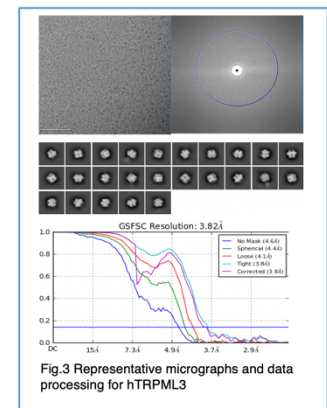 GSFSC Resolution: 3.82Å
1.0
No Mask (4.6Å)
Spherical (4.4Å)
Loose (4.1Å)
Tight (3.8Å)
Corrected (3.8Å)
0.8
0.6
0.4
0.2
0.0
DC 15Å 7.3Å 4.9Å 3.7Å 2.9Å
Fig.3 Representative micrographs and data
processing for hTRPML3